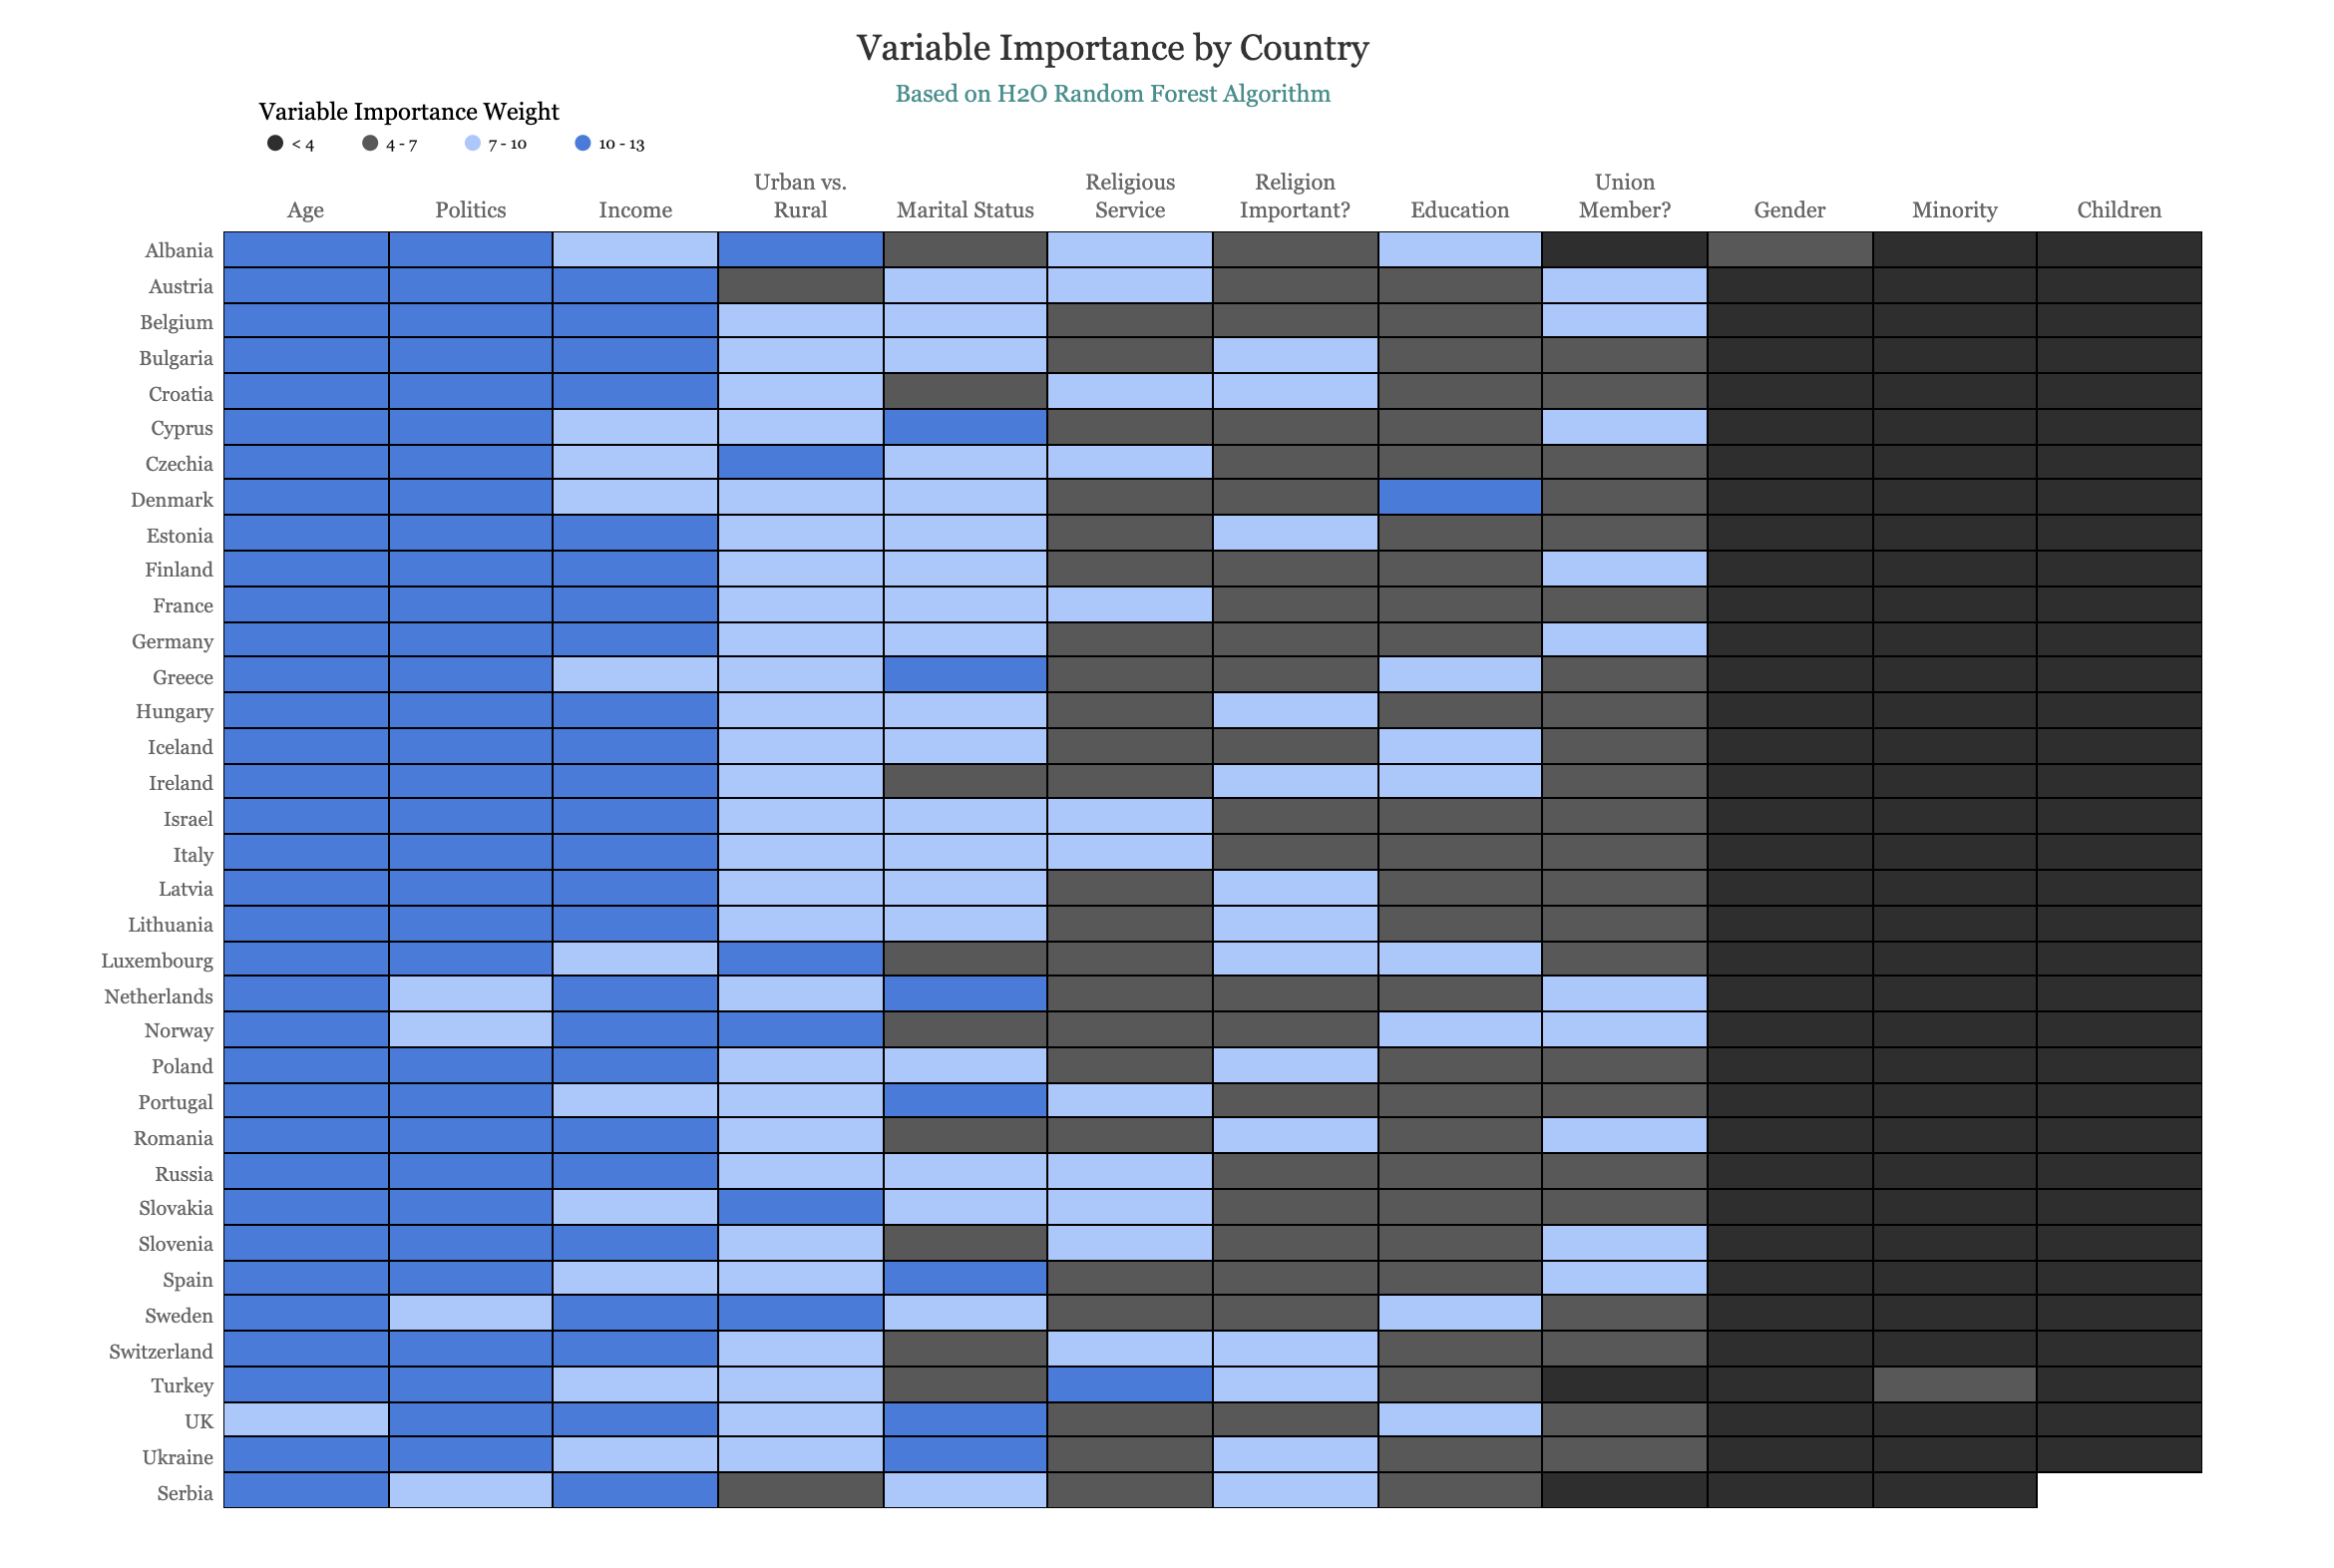 Variable Importance by Country
Based on H2O Random Forest Algorithm
Variable Importance Weight
< 4
4 - 7
7 - 10
10 - 13
Age
Politics
Income
Urban vs.
Rural
Marital Status
Religious
Service
Religion
Important?
Education
Union
Member?
Gender
Minority
Children
Albania
Austria
Belgium
Bulgaria
Croatia
Cyprus
Czechia
Denmark
Estonia
Finland
France
Germany
Greece
Hungary
Iceland
Ireland
Israel
Italy
Latvia
Lithuania
Luxembourg
Netherlands
Norway
Poland
Portugal
Romania
Russia
Slovakia
Slovenia
Spain
Sweden
Switzerland
Turkey
UK
Ukraine
Serbia